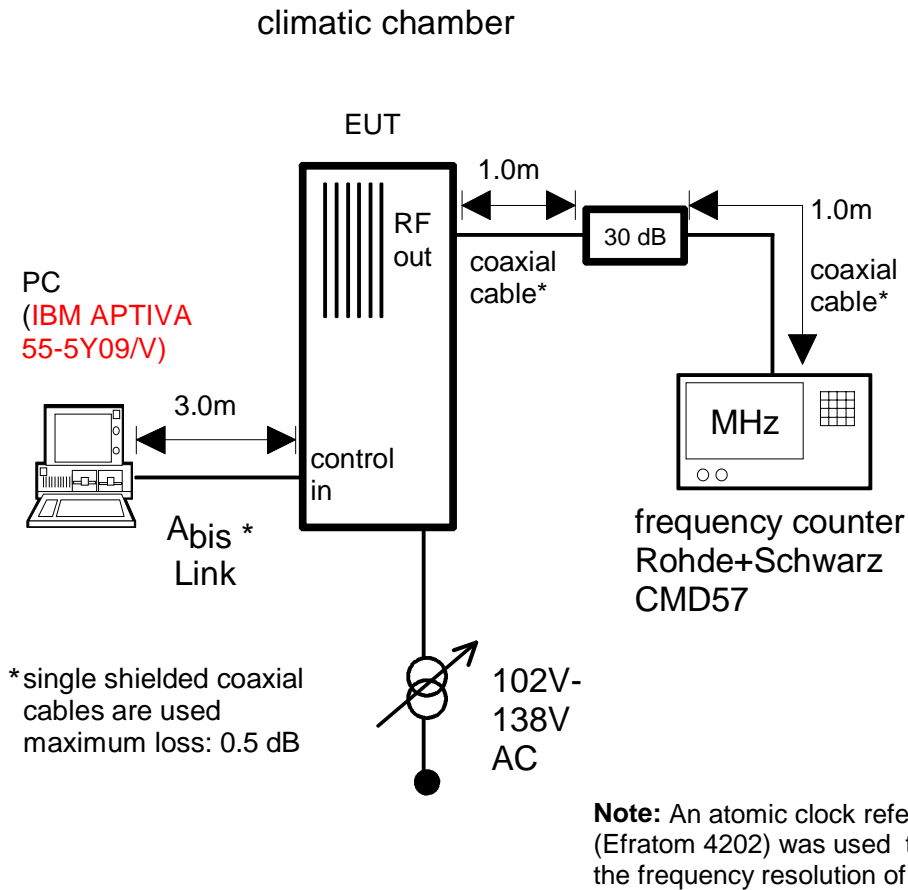 climatic chamber
EUT
1.0m
RF
out
30 dB
1.0m
coaxial
cable*
coaxial
cable*
PC
(IBM APTIVA
55-5Y09/V)
3.0m
MHz
control
in
Abis *
Link
frequency counter
Rohde+Schwarz
CMD57
*single shielded coaxial
cables are used
maximum loss: 0.5 dB
102V-
138V
AC
Note: An atomic clock
(Efratom 4202) was used
the frequency resolution of